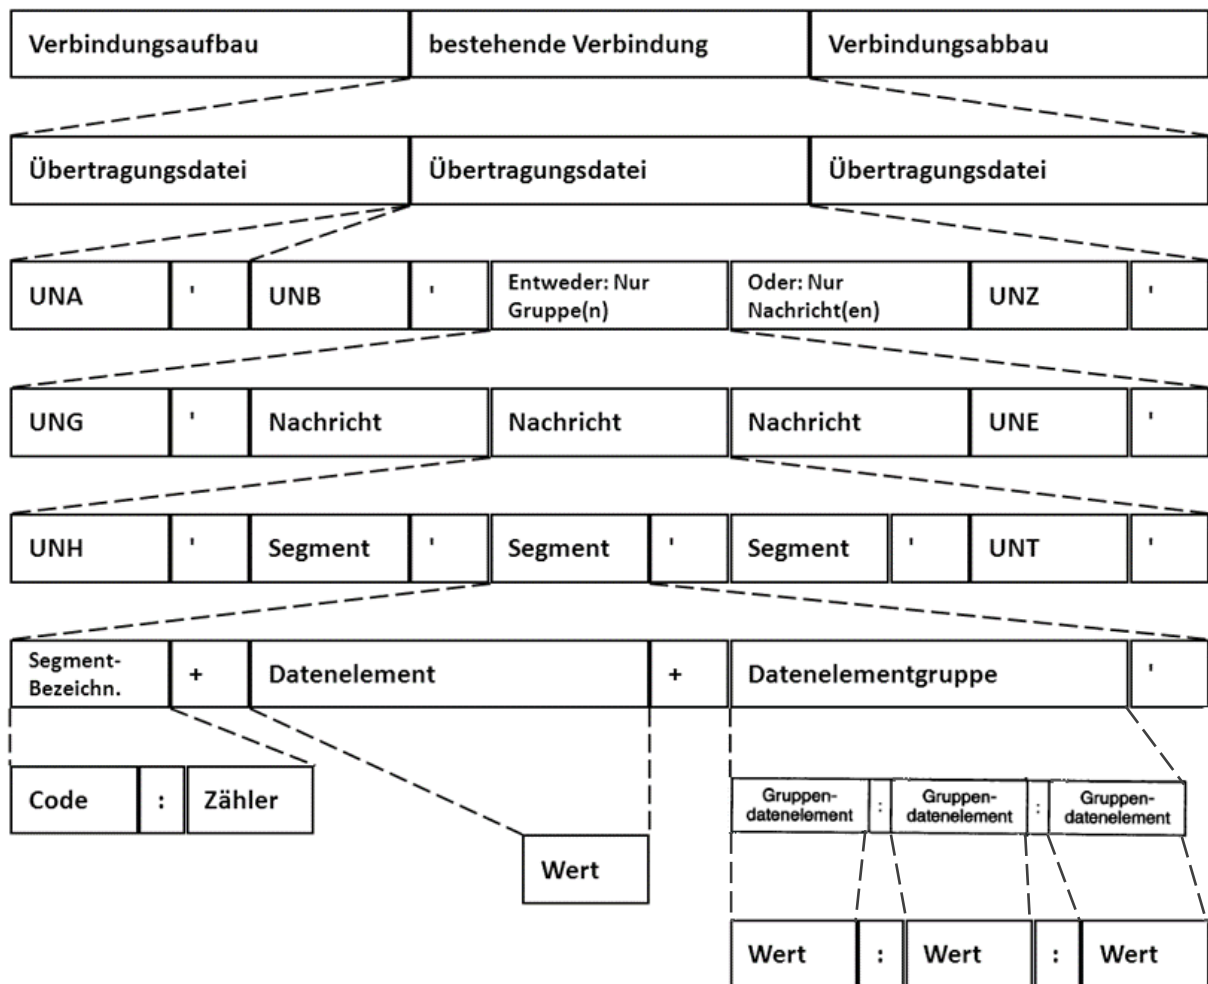 Verbindungsaufbau bestehende Verbindung Verbindungsabbau
Übertragungsdatei Übertragungsdatei Übertragungsdatei
UNA ' UNB ' Entweder: Nur Gruppe(n) Oder: Nur Nachricht(en) UNZ '
UNG ' Nachricht Nachricht Nachricht UNE '
UNH ' Segment ' Segment ' Segment ' UNT '
Segment-
Bezeichn. + Datenelement + Datenelementgruppe '
Code : Zähler
Gruppen-
datenelement : Gruppen-
datenelement : Gruppen-
datenelement
Wert
Wert : Wert : Wert